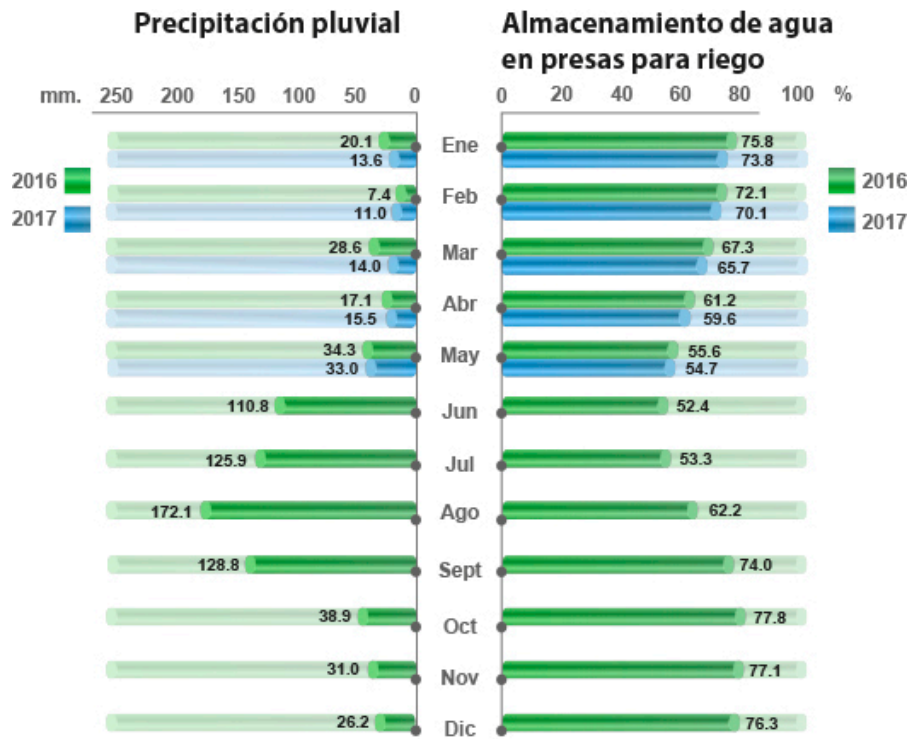 Precipitación pluvial
Almacenamiento de agua
en presas para riego
mm. 250 200 150 100 50 0
0 20 40 60 80 100 %
2016
2017
2016
2017
20.1 Ene 75.8
13.6 73.8
7.4 Feb 72.1
11.0 70.1
28.6 Mar 67.3
14.0 65.7
17.1 Abr 61.2
15.5 59.6
34.3 May 55.6
33.0 54.7
110.8 Jun 52.4
125.9 Jul 53.3
172.1 Ago 62.2
128.8 Sept 74.0
38.9 Oct 77.8
31.0 Nov 77.1
26.2 Dic 76.3